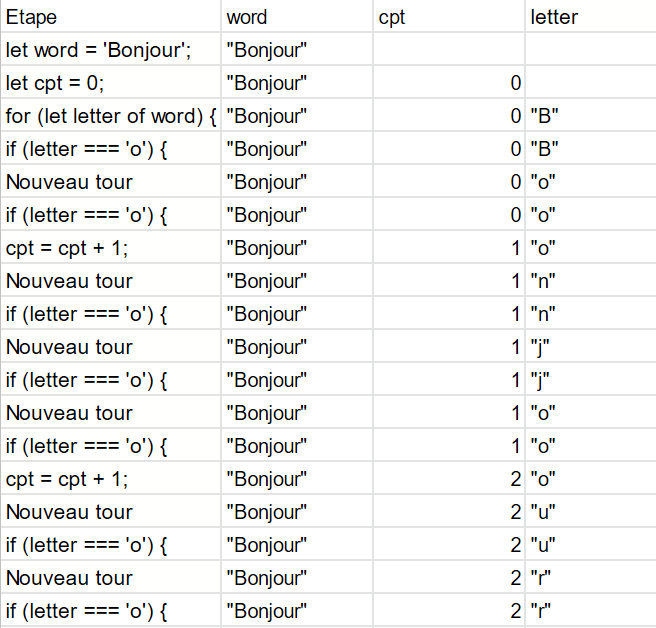 Etape word cpt letter
let word = 'Bonjour'; "Bonjour"
let cpt = 0; "Bonjour" 0
for (let letter of word) { "Bonjour" 0 "B"
if (letter === 'o') { "Bonjour" 0 "B"
Nouveau tour "Bonjour" 0 "o"
if (letter === 'o') { "Bonjour" 0 "o"
cpt = cpt + 1; "Bonjour" 1 "o"
Nouveau tour "Bonjour" 1 "n"
if (letter === 'o') { "Bonjour" 1 "n"
Nouveau tour "Bonjour" 1 "j"
if (letter === 'o') { "Bonjour" 1 "j"
Nouveau tour "Bonjour" 1 "o"
if (letter === 'o') { "Bonjour" 1 "o"
cpt = cpt + 1; "Bonjour" 2 "o"
Nouveau tour "Bonjour" 2 "u"
if (letter === 'o') { "Bonjour" 2 "u"
Nouveau tour "Bonjour" 2 "r"
if (letter === 'o') { "Bonjour" 2 "r"